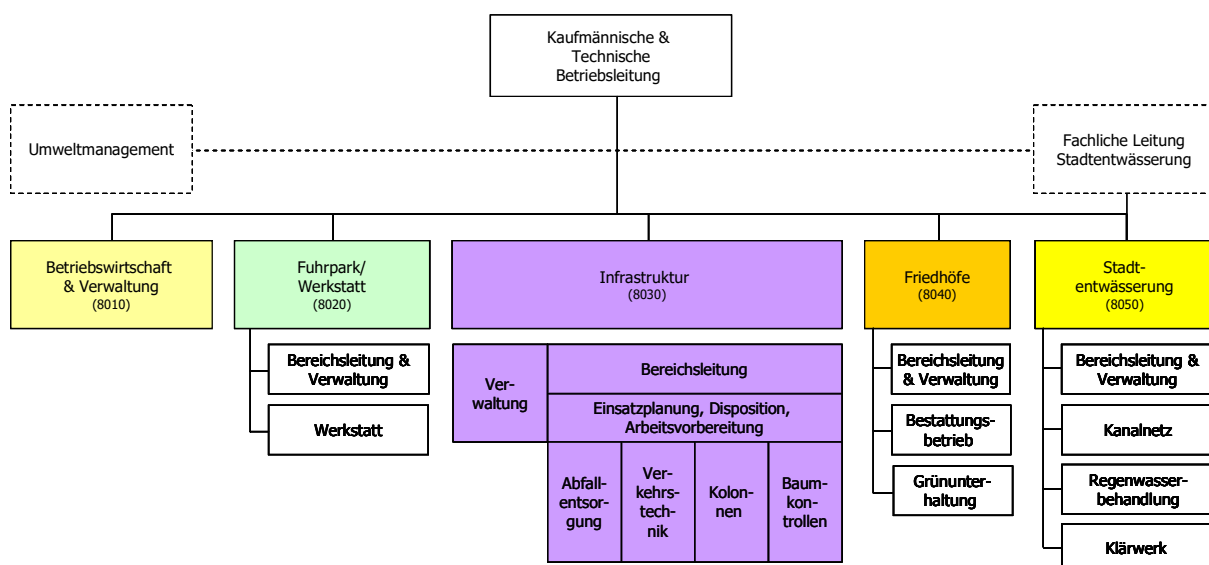 Kaufmännische &
Technische
Betriebsleitung
Umweltmanagement
Fachliche Leitung
Stadtentwässerung
Betriebswirtschaft
& Verwaltung
(8010)
Fuhrpark/
Werkstatt
(8020)
Infrastruktur
(8030)
Friedhöfe
(8040)
Stadt-
entwässerung
(8050)
Bereichsleitung &
Verwaltung
Werkstatt
Ver-
waltung
Bereichsleitung
Einsatzplanung, Disposition,
Arbeitsvorbereitung
Abfall-
entsor-
gung
Ver-
kehrs-
tech-
nik
Kolon-
nen
Baum-
kon-
trollen
Bereichsleitung
& Verwaltung
Bestattungs-
betrieb
Grünunter-
haltung
Bereichsleitung &
Verwaltung
Kanalnetz
Regenwasser-
behandlung
Klärwerk